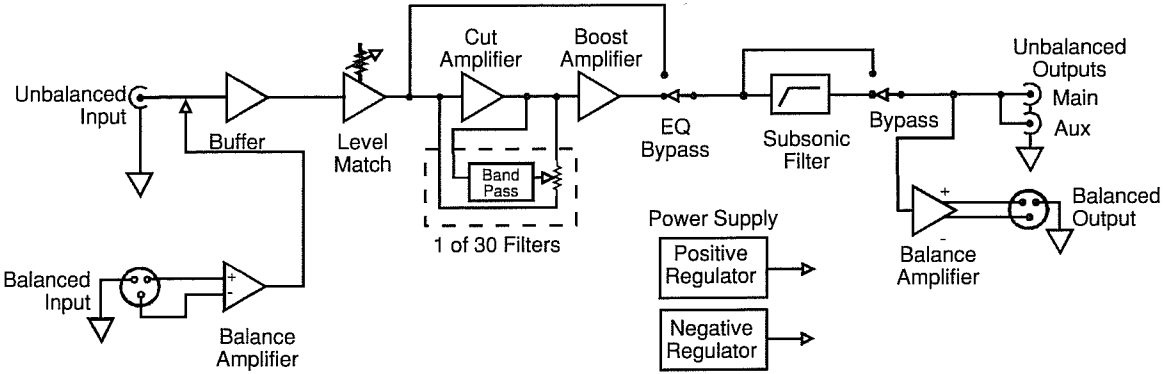 Unbalanced
Input
Buffer
Level
Match
Cut
Amplifier
Boost
Amplifier
Band
Pass
1 of 30 Filters
EQ
Bypass
Subsonic
Filter
Bypass
Unbalanced
Outputs
Main
Aux
Balanced
Output
+
-
Balance
Amplifier
Balanced
Input
+
-
Balance
Amplifier
Power Supply
Positive
Regulator
Negative
Regulator